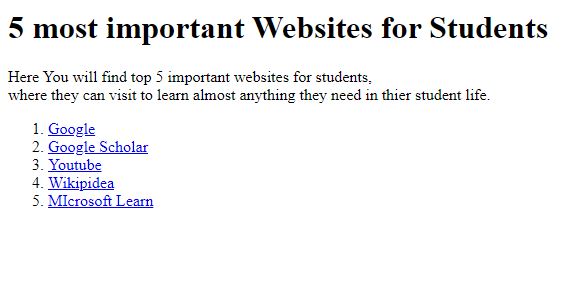 5 most important Websites for Students
Here You will find top 5 important websites for students,
where they can visit to learn almost anything they need in thier student life.
1. Google
2. Google Scholar
3. Youtube
4. Wikipidea
5. MIcrosoft Learn